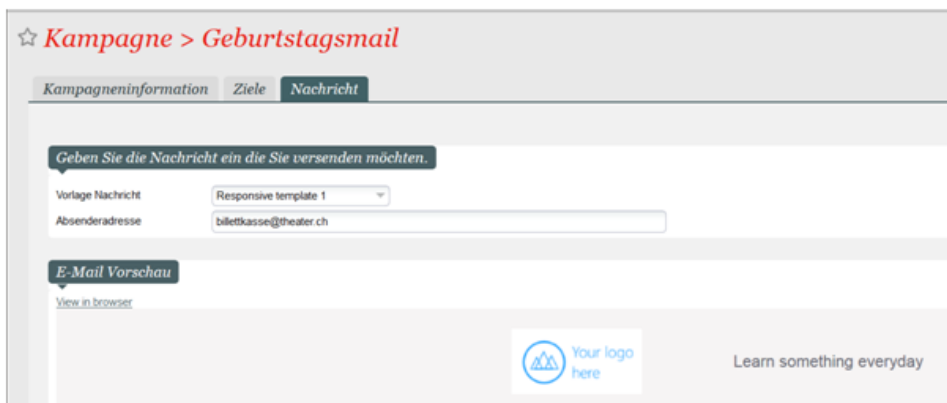 Kampagne > Geburtstagsmail
Kampagneninformation Ziele Nachricht
Geben Sie die Nachricht ein die Sie versenden möchten.
Vorlage Nachricht Responsive template 1
Absenderadresse billettkasse@theater.ch
E-Mail Vorschau
View in browser
Your logo
here
Learn something everyday